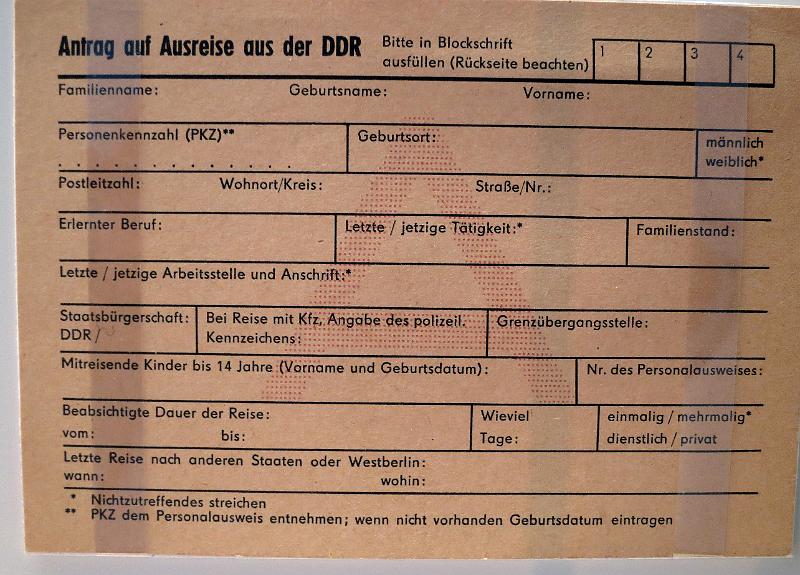 Antrag auf Ausreise aus der DDR
Bitte in Blockschrift
ausfüllen (Rückseite beachten)
1 2 3 4
Familienname: Geburtsname: Vorname:
Personenkennzahl (PKZ)** Geburtsort: männlich
weiblich*
Postleitzahl: Wohnort/Kreis: Straße/Nr.:
Erlernter Beruf: Letzte / jetzige Tätigkeit:* Familienstand:
Letzte / jetzige Arbeitsstelle und Anschrift:*
Staatsbürgerschaft: Bei Reise mit Kfz, Angabe des polizeil. Grenzübergangsstelle:
DDR / Kennzeichens:
Mitreisende Kinder bis 14 Jahre (Vorname und Geburtsdatum): Nr. des Personalausweises:
Beabsichtigte Dauer der Reise: Wieviel einmalig / mehrmalig*
vom: bis: Tage: dienstlich / privat
Letzte Reise nach anderen Staaten oder Westberlin:
wann: wohin:
* Nichtzutreffendes streichen
** PKZ dem Personalausweis entnehmen; wenn nicht vorhanden Geburtsdatum eintragen
A